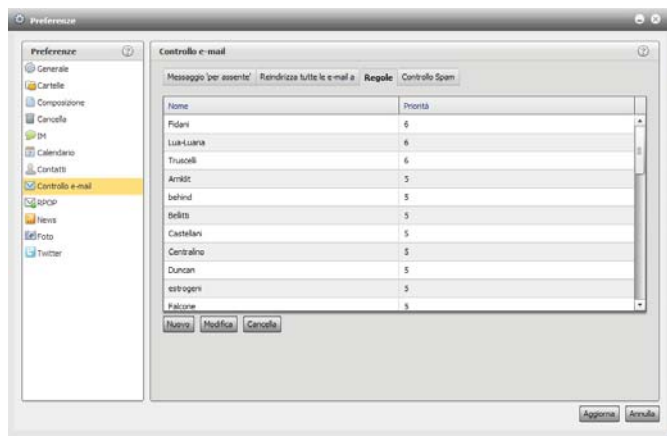 Preferenze
Preferenze
Generale
Cartelle
Composizione
Cancella
IM
Calendario
Contatti
Controllo e-mail
RPOP
News
Foto
Twitter
Controllo e-mail
Messaggio 'per assente' Reindrizza tutte le e-mail a Regole Controllo Spam
Nome Priorità
Fidani 6
Lua-Luana 6
Truscelli 6
Arnklit 5
behind 5
Bellitti 5
Castellani 5
Centralino 5
Duncan 5
estrogeni 5
Falcone 5
Nuovo Modifica Cancella
Aggiorna Annulla